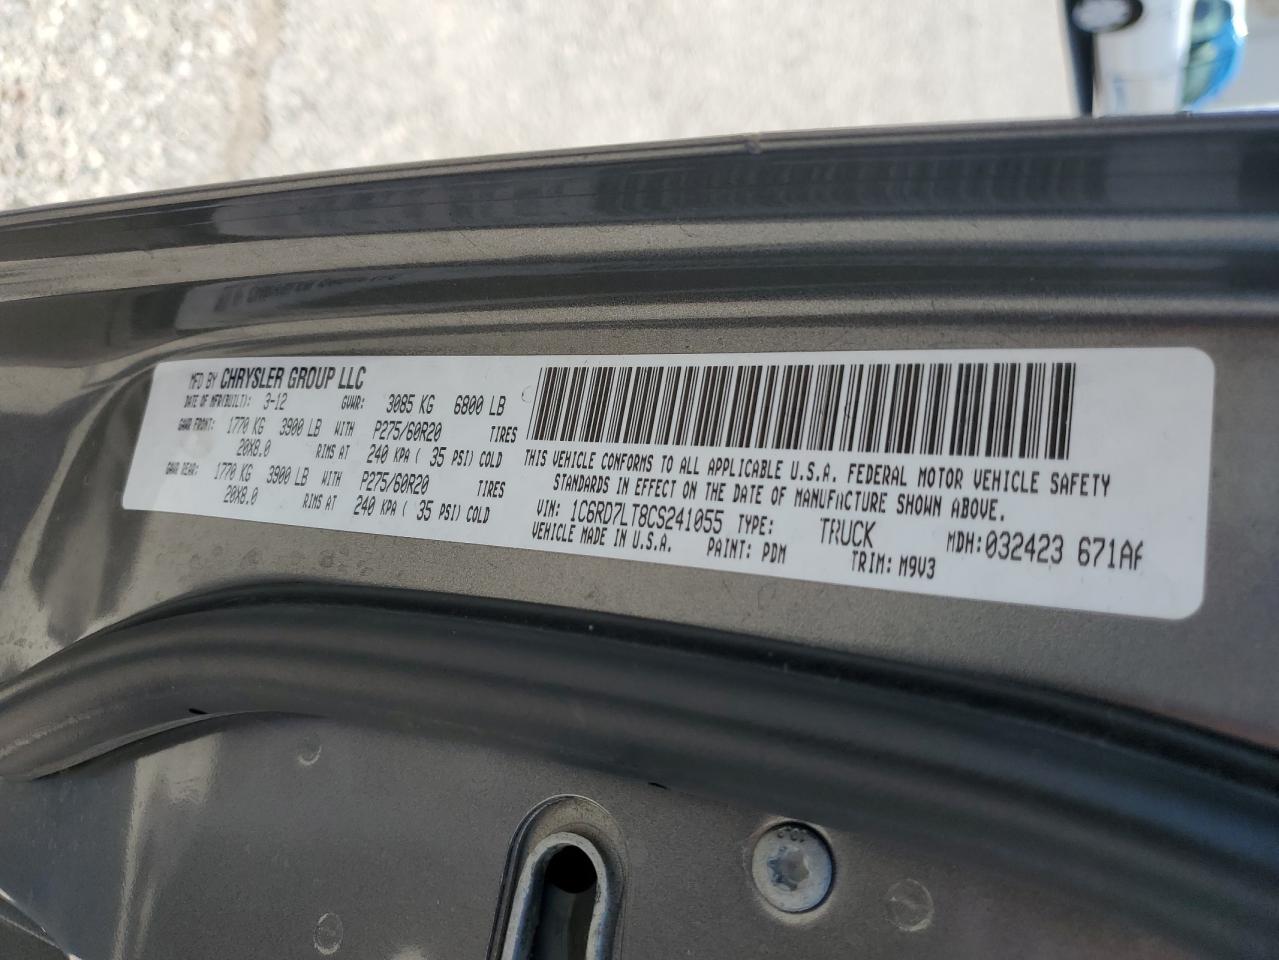 MFD BY CHRYSLER GROUP LLC
DATE OF MFR(BUILT): 3-12 GVWR: 3085 KG 6800 LB
GAWR FRONT: 1770 KG 3900 LB WITH P275/60R20 TIRES
20X8.0 RIMS AT 240 KPA ( 35 PSI) COLD
GAWR REAR: 1770 KG 3900 LB WITH P275/60R20 TIRES
20X8.0 RIMS AT 240 KPA ( 35 PSI) COLD
THIS VEHICLE CONFORMS TO ALL APPLICABLE U.S.A. FEDERAL MOTOR VEHICLE SAFETY
STANDARDS IN EFFECT ON THE DATE OF MANUFACTURE SHOWN ABOVE.
VIN: 1C6RD7LT8CS241055 TYPE: TRUCK MDH: 032423 671AA
VEHICLE MADE IN U.S.A. PAINT: PDM TRIM: M9V3